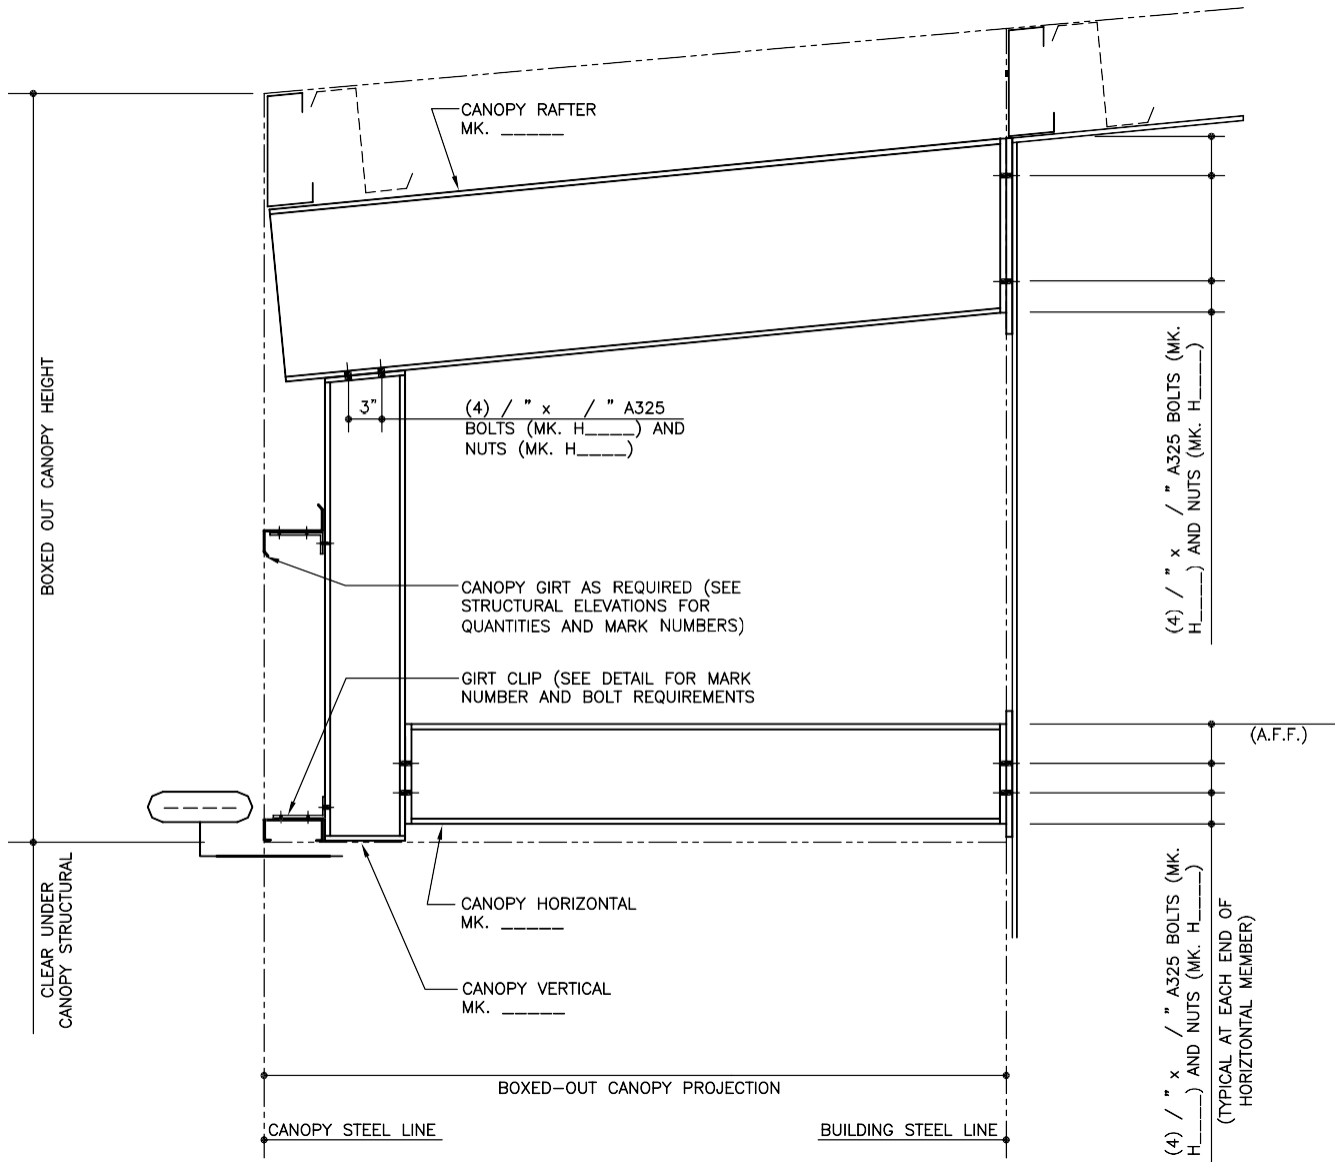 CANOPY RAFTER
MK. _____
BOXED OUT CANOPY HEIGHT
3"
(4) / " x / " A325
BOLTS (MK. H____) AND
NUTS (MK. H____)
(4) / " x / " A325 BOLTS (MK.
H____) AND NUTS (MK. H____)
CANOPY GIRT AS REQUIRED (SEE
STRUCTURAL ELEVATIONS FOR
QUANTITIES AND MARK NUMBERS)
GIRT CLIP (SEE DETAIL FOR MARK
NUMBER AND BOLT REQUIREMENTS
(A.F.F.)
CLEAR UNDER
CANOPY STRUCTURAL
CANOPY HORIZONTAL
MK. _____
CANOPY VERTICAL
MK. _____
(4) / " x / " A325 BOLTS (MK.
H____) AND NUTS (MK. H____)
(TYPICAL AT EACH END OF
HORIZTONTAL MEMBER)
BOXED-OUT CANOPY PROJECTION
CANOPY STEEL LINE
BUILDING STEEL LINE